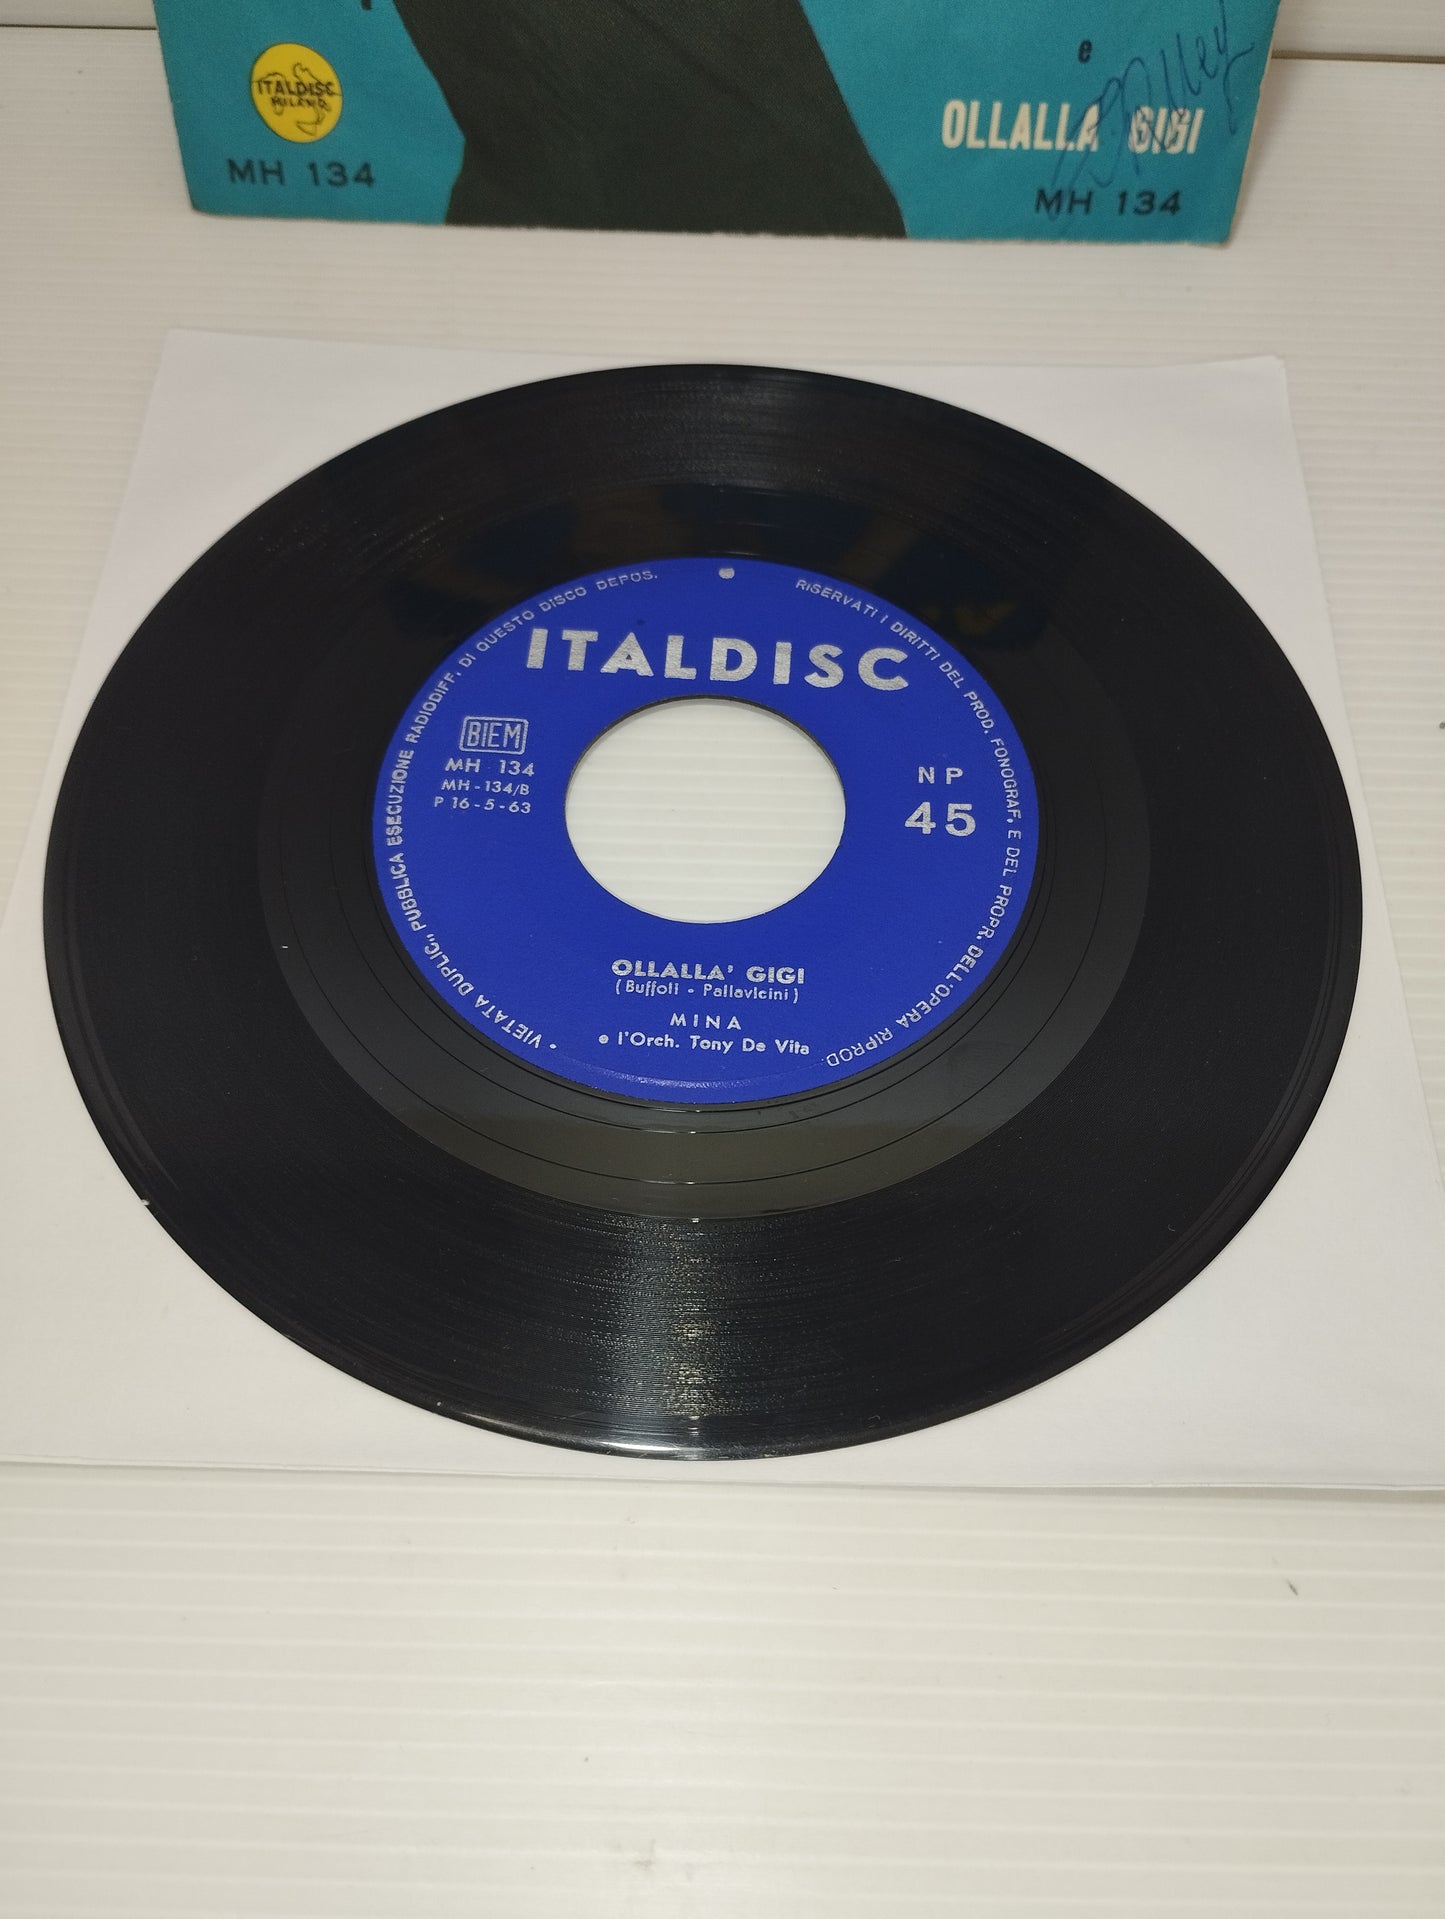 ITALDISC
MILANO
MH 134
e
OLLALLA GIGI
MH 134
VIETATA DUPLIC., PUBBLICA ESECUZIONE RADIODIFF. DI QUESTO DISCO DEPOS.
RISERVATI I DIRITTI DEL PROD. FONOGRAF. E DEL PROPR. DELL'OPERA RIPROD.
ITALDISC
BIEM
MH 134
MH - 134/B
P 16-5-63
NP
45
OLLALLA' GIGI
(Buffoli - Pallavicini)
MINA
e l'Orch. Tony De Vita